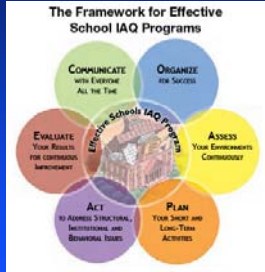 The Framework for Effective
School IAQ Programs
COMMUNICATE
WITH EVERYONE
ALL THE TIME
ORGANIZE
FOR SUCCESS
EVALUATE
YOUR RESULTS
FOR CONTINUOUS
IMPROVEMENT
Effective Schools IAQ Program
ASSESS
YOUR ENVIRONMENTS
CONTINUOUSLY
ACT
TO ADDRESS STRUCTURAL,
INSTITUTIONAL AND
BEHAVIORAL ISSUES
PLAN
YOUR SHORT AND
LONG-TERM
ACTIVITIES